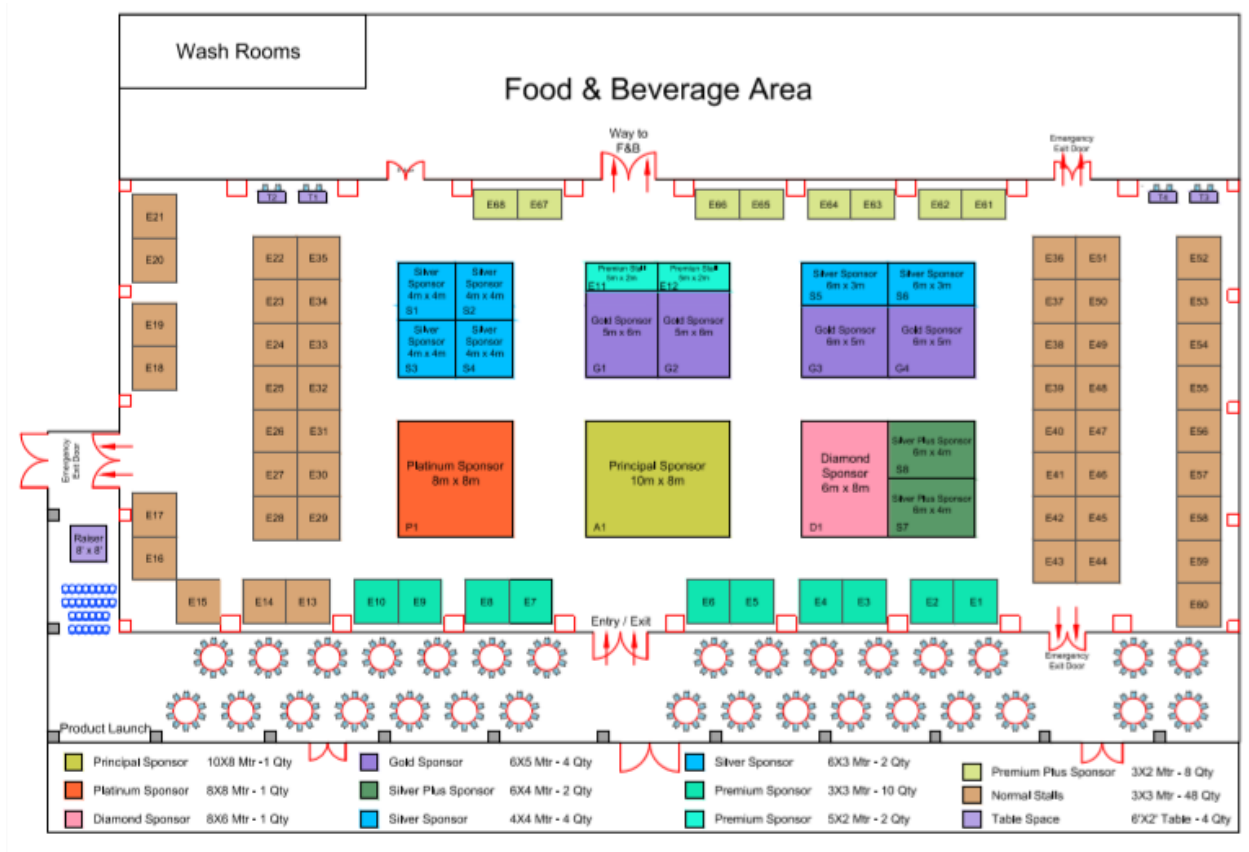 Wash Rooms
Food & Beverage Area
Way to
F&B
Emergency
Exit Door
T2
T1
T4
T3
E68
E67
E66
E65
E64
E63
E62
E61
E21
E20
E19
E18
E17
E16
E15
E14
E13
E22
E35
E23
E34
E24
E33
E25
E32
E26
E31
E27
E30
E28
E29
Silver
Sponsor
4m x 4m
S1
Silver
Sponsor
4m x 4m
S2
Silver
Sponsor
4m x 4m
S3
Silver
Sponsor
4m x 4m
S4
Premiun Stall
5m x 2m
E11
Premiun Stall
5m x 2m
E12
Gold Sponsor
5m x 6m
G1
Gold Sponsor
5m x 6m
G2
Silver Sponsor
6m x 3m
S5
Silver Sponsor
6m x 3m
S6
Gold Sponsor
6m x 5m
G3
Gold Sponsor
6m x 5m
G4
Platinum Sponsor
8m x 8m
P1
Principal Sponsor
10m x 8m
A1
Diamond
Sponsor
6m x 8m
D1
Silver Plus Sponsor
6m x 4m
S8
Silver Plus Sponsor
6m x 4m
S7
E36
E51
E37
E50
E38
E49
E39
E48
E40
E47
E41
E46
E42
E45
E43
E44
E52
E53
E54
E55
E56
E57
E58
E59
E60
Emergency
Exit Door
Raiser
8' x 8'
E10
E9
E8
E7
E6
E5
E4
E3
E2
E1
Entry / Exit
Emergency
Exit Door
Product Launch
Principal Sponsor 10X8 Mtr -1 Qty
Platinum Sponsor 8X8 Mtr - 1 Qty
Diamond Sponsor 8X6 Mtr - 1 Qty
Gold Sponsor 6X5 Mtr - 4 Qty
Silver Plus Sponsor 6X4 Mtr - 2 Qty
Silver Sponsor 4X4 Mtr - 4 Qty
Silver Sponsor 6X3 Mtr - 2 Qty
Premium Sponsor 3X3 Mtr - 10 Qty
Premium Sponsor 5X2 Mtr - 2 Qty
Premium Plus Sponsor 3X2 Mtr - 8 Qty
Normal Stalls 3X3 Mtr - 48 Qty
Table Space 6'X2' Table - 4 Qty